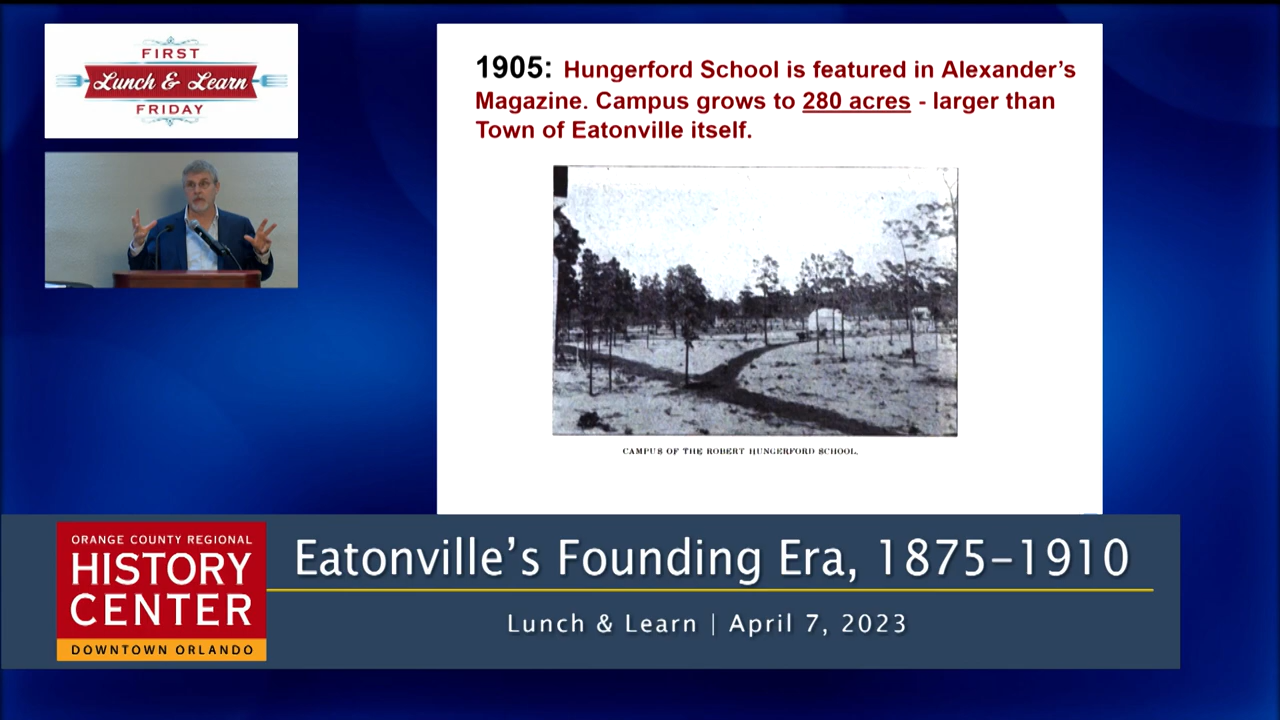 FIRST
Lunch & Learn
FRIDAY
1905: Hungerford School is featured in Alexander's
Magazine. Campus grows to 280 acres - larger than
Town of Eatonville itself.
CAMPUS OF THE ROBERT HUNGERFORD SCHOOL.
ORANGE COUNTY REGIONAL
HISTORY
CENTER
DOWNTOWN ORLANDO
Eatonville's Founding Era, 1875–1910
Lunch & Learn | April 7, 2023